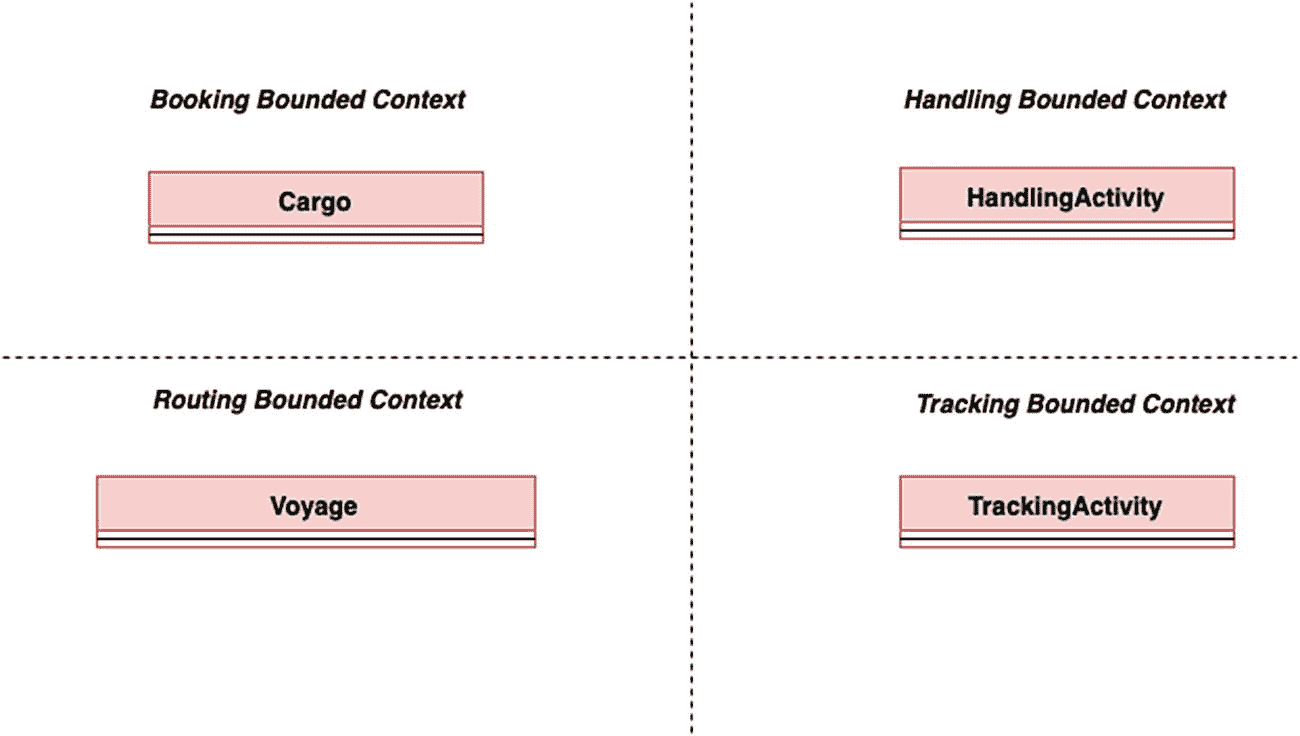 Booking Bounded Context
Cargo
Handling Bounded Context
HandlingActivity
Routing Bounded Context
Voyage
Tracking Bounded Context
TrackingActivity